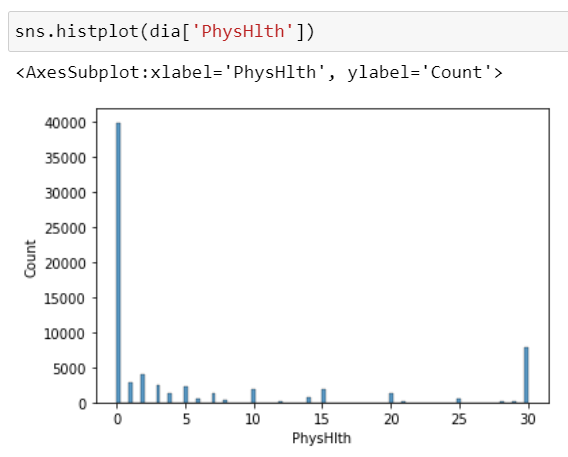 sns.histplot(dia['PhysHlth'])
<AxesSubplot:xlabel='PhysHlth', ylabel='Count'>
40000
35000
30000
25000
20000
15000
10000
5000
0
Count
0 5 10 15 20 25 30
PhysHlth